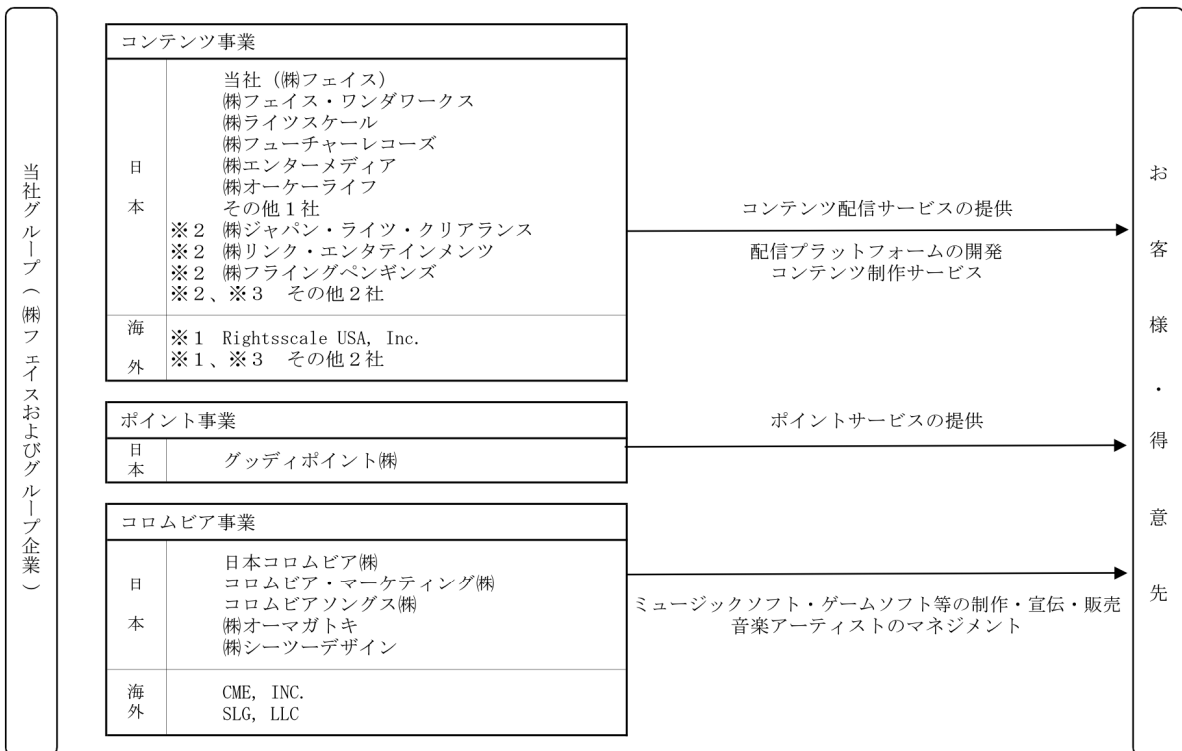 当社グループ（㈱フェイスおよびグループ企業）
コンテンツ事業
日本
当社（㈱フェイス）
㈱フェイス・ワンダワークス
㈱ライツスケール
㈱フューチャーレコーズ
㈱エンターメディア
㈱オーケーライフ
その他１社
※２ ㈱ジャパン・ライツ・クリアランス
※２ ㈱リンク・エンタテインメンツ
※２ ㈱フライングペンギンズ
※２、※３ その他２社
海外
※１ Rightsscale USA, Inc.
※１、※３ その他２社
コンテンツ配信サービスの提供
配信プラットフォームの開発
コンテンツ制作サービス
ポイント事業
日本
グッディポイント㈱
ポイントサービスの提供
コロムビア事業
日本
日本コロムビア㈱
コロムビア・マーケティング㈱
コロムビアソングス㈱
㈱オーマガトキ
㈱シーツーデザイン
海外
CME, INC.
SLG, LLC
ミュージックソフト・ゲームソフト等の制作・宣伝・販売
音楽アーティストのマネジメント
お客様・得意先